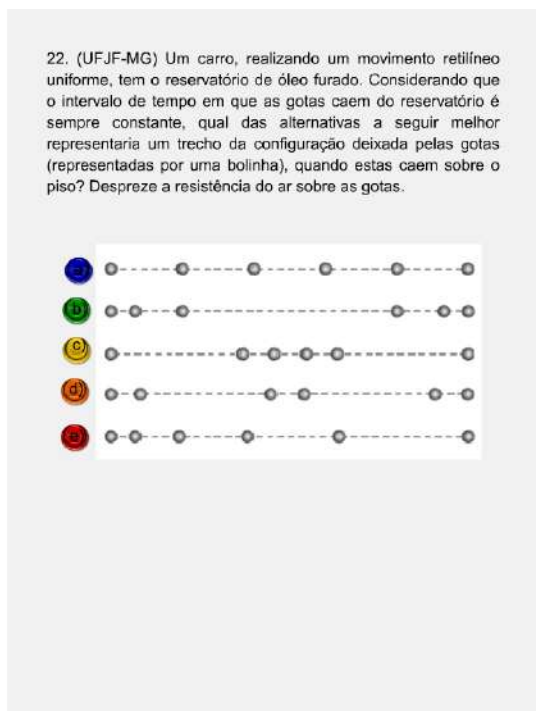 22. (UFJF-MG) Um carro, realizando um movimento retilíneo
uniforme, tem o reservatório de óleo furado. Considerando que
o intervalo de tempo em que as gotas caem do reservatório é
sempre constante, qual das alternativas a seguir melhor
representaria um trecho da configuração deixada pelas gotas
(representadas por uma bolinha), quando estas caem sobre o
piso? Despreze a resistência do ar sobre as gotas.
a)
b)
c)
d)
e